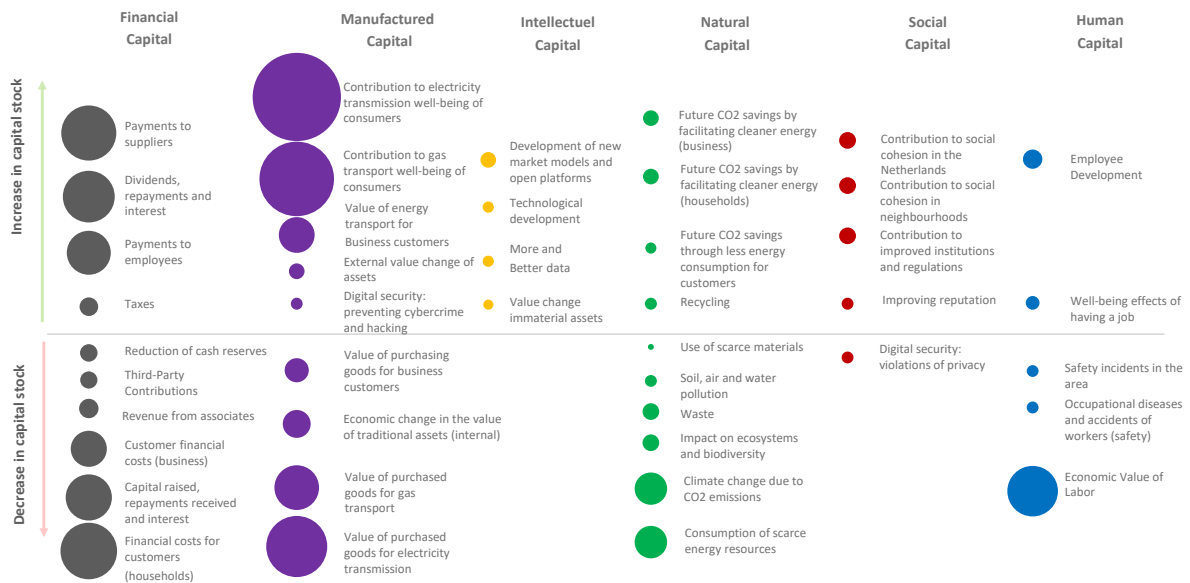 Financial
Capital
Manufactured
Capital
Intellectuel
Capital
Natural
Capital
Social
Capital
Human
Capital
Increase in capital stock
Payments to
suppliers
Dividends,
repayments and
interest
Payments to
employees
Taxes
Contribution to electricity
transmission well-being of
consumers
Contribution to gas
transport well-being of
consumers
Value of energy
transport for
Business customers
External value change of
assets
Digital security:
preventing cybercrime
and hacking
Development of new
market models and
open platforms
Technological
development
More and
Better data
Value change
immaterial assets
Future CO2 savings by
facilitating cleaner energy
(business)
Future CO2 savings by
facilitating cleaner energy
(households)
Future CO2 savings
through less energy
consumption for
customers
Recycling
Contribution to social
cohesion in the
Netherlands
Contribution to social
cohesion in
neighbourhoods
Contribution to
improved institutions
and regulations
Improving reputation
Employee
Development
Well-being effects of
having a job
Decrease in capital stock
Reduction of cash reserves
Third-Party
Contributions
Revenue from associates
Customer financial
costs (business)
Capital raised,
repayments received
and interest
Financial costs for
customers
(households)
Value of purchasing
goods for business
customers
Economic change in the value
of traditional assets (internal)
Value of purchased
goods for gas
transport
Value of purchased
goods for electricity
transmission
Use of scarce materials
Soil, air and water
pollution
Waste
Impact on ecosystems
and biodiversity
Climate change due to
CO2 emissions
Consumption of scarce
energy resources
Digital security:
violations of privacy
Safety incidents in the
area
Occupational diseases
and accidents of
workers (safety)
Economic Value of
Labor